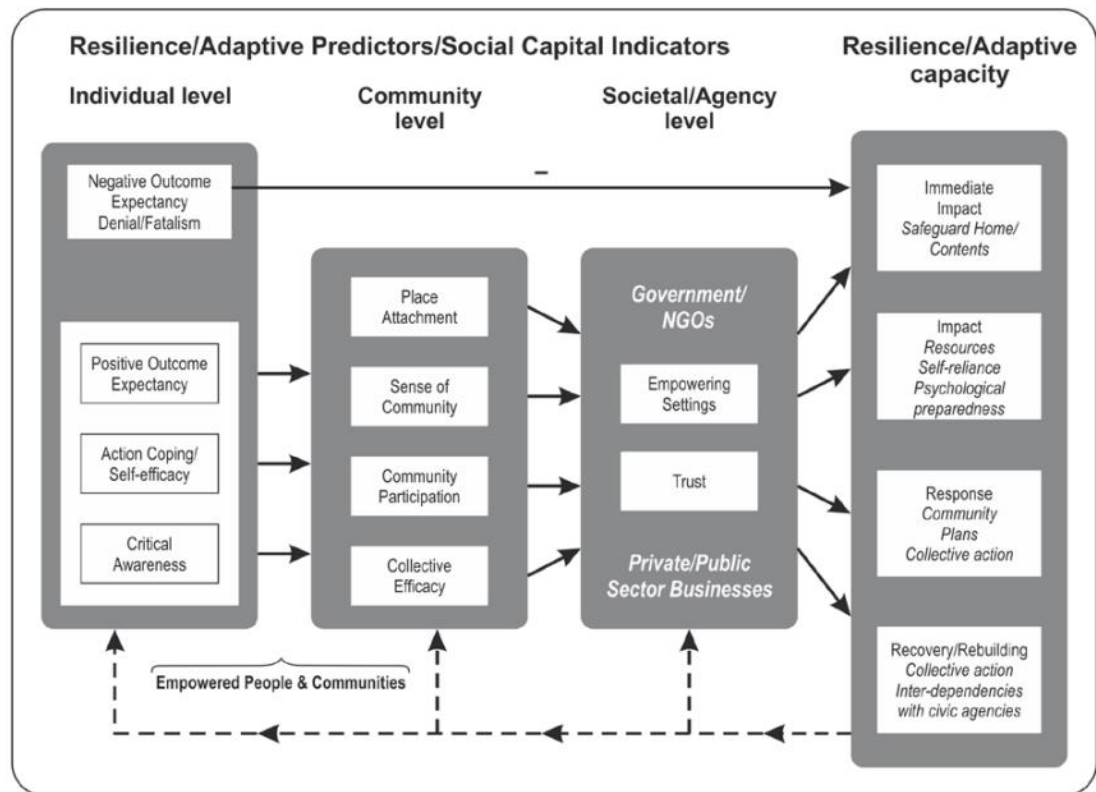 Resilience/Adaptive Predictors/Social Capital Indicators
Resilience/Adaptive
capacity
Individual level
Community
level
Societal/Agency
level
Negative Outcome
Expectancy
Denial/Fatalism
–
Positive Outcome
Expectancy
Action Coping/
Self-efficacy
Critical
Awareness
Place
Attachment
Sense of
Community
Community
Participation
Collective
Efficacy
Government/
NGOs
Empowering
Settings
Trust
Private/Public
Sector Businesses
Immediate
Impact
Safeguard Home/
Contents
Impact
Resources
Self-reliance
Psychological
preparedness
Response
Community
Plans
Collective action
Recovery/Rebuilding
Collective action
Inter-dependencies
with civic agencies
Empowered People & Communities